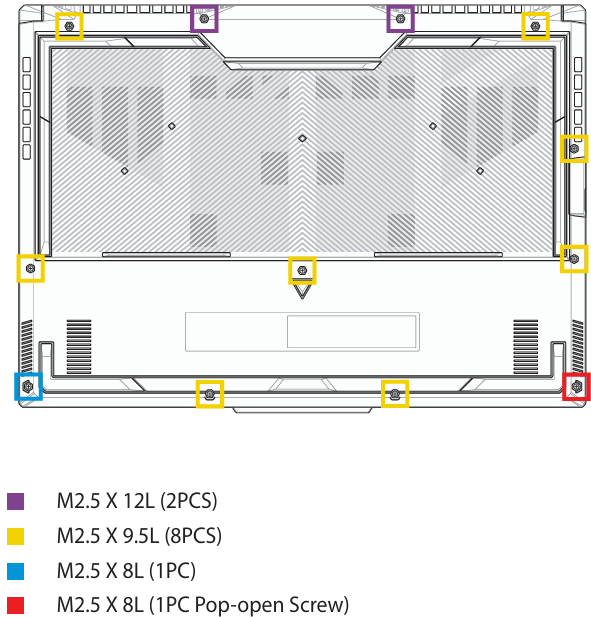 M2.5 X 12L (2PCS)
M2.5 X 9.5L (8PCS)
M2.5 X 8L (1PC)
M2.5 X 8L (1PC Pop-open Screw)